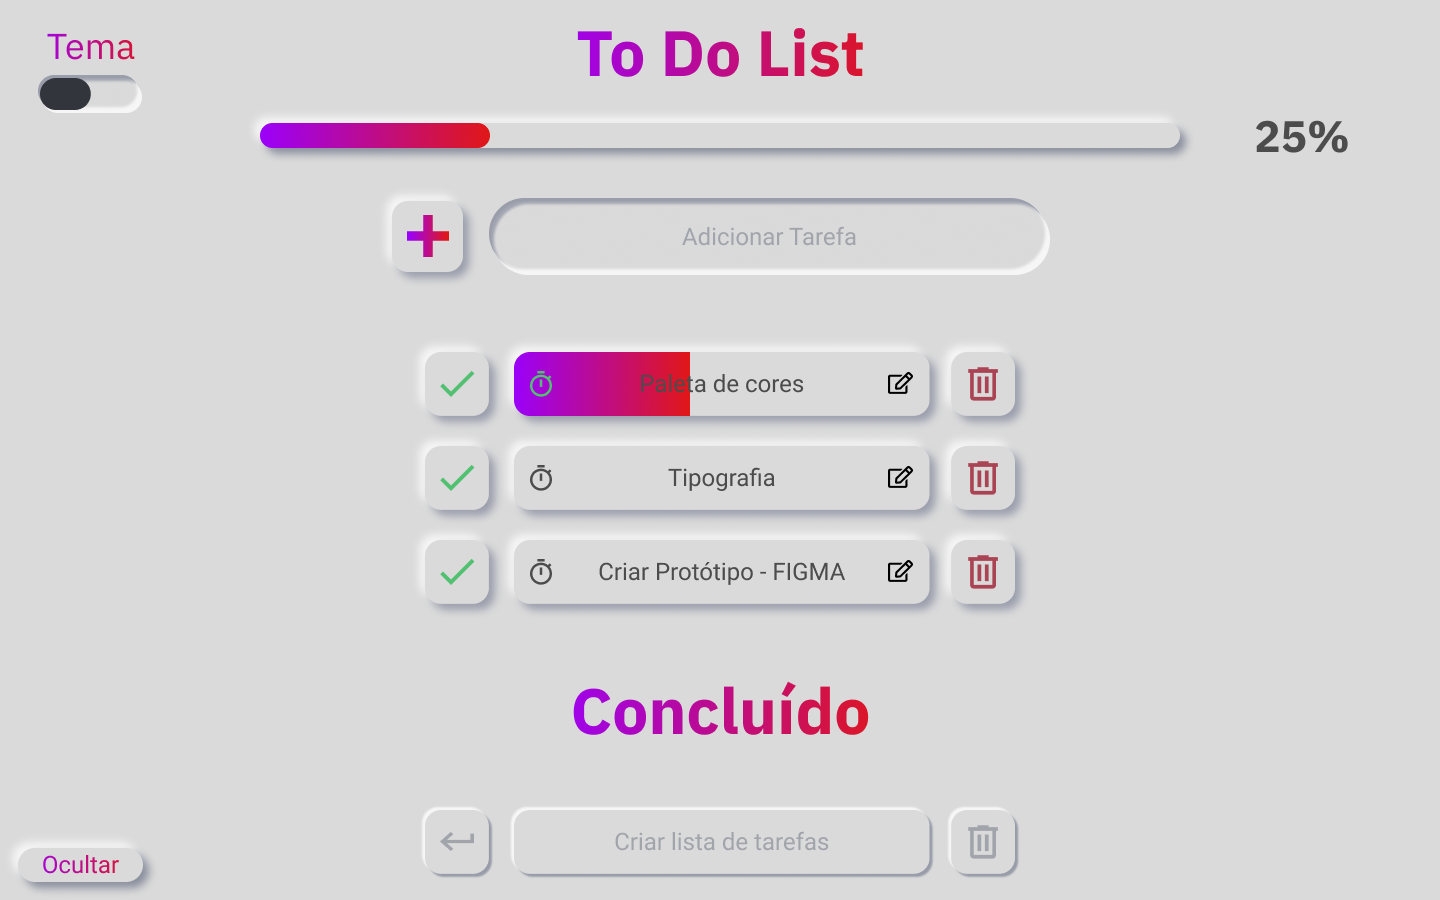 Tema
To Do List
25%
Adicionar Tarefa
Paleta de cores
Tipografia
Criar Protótipo - FIGMA
Concluído
Criar lista de tarefas
Ocultar